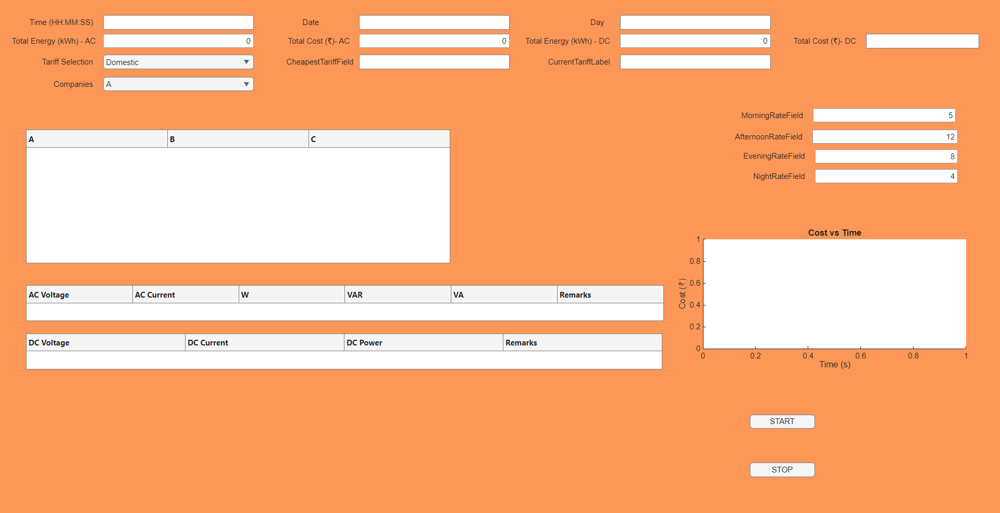 Time (HH:MM:SS) Date Day
Total Energy (kWh) - AC 0 Total Cost (₹)- AC 0 Total Energy (kWh) - DC 0 Total Cost (₹)- DC
Tariff Selection Domestic CheapestTariffField CurrentTariffLabel
Companies A
MorningRateField 5
AfternoonRateField 12
EveningRateField 8
NightRateField 4
A B C
Cost vs Time
1
0.8
0.6
0.4
0.2
0
Cost (₹)
0 0.2 0.4 0.6 0.8 1
Time (s)
AC Voltage AC Current W VAR VA Remarks
DC Voltage DC Current DC Power Remarks
START
STOP